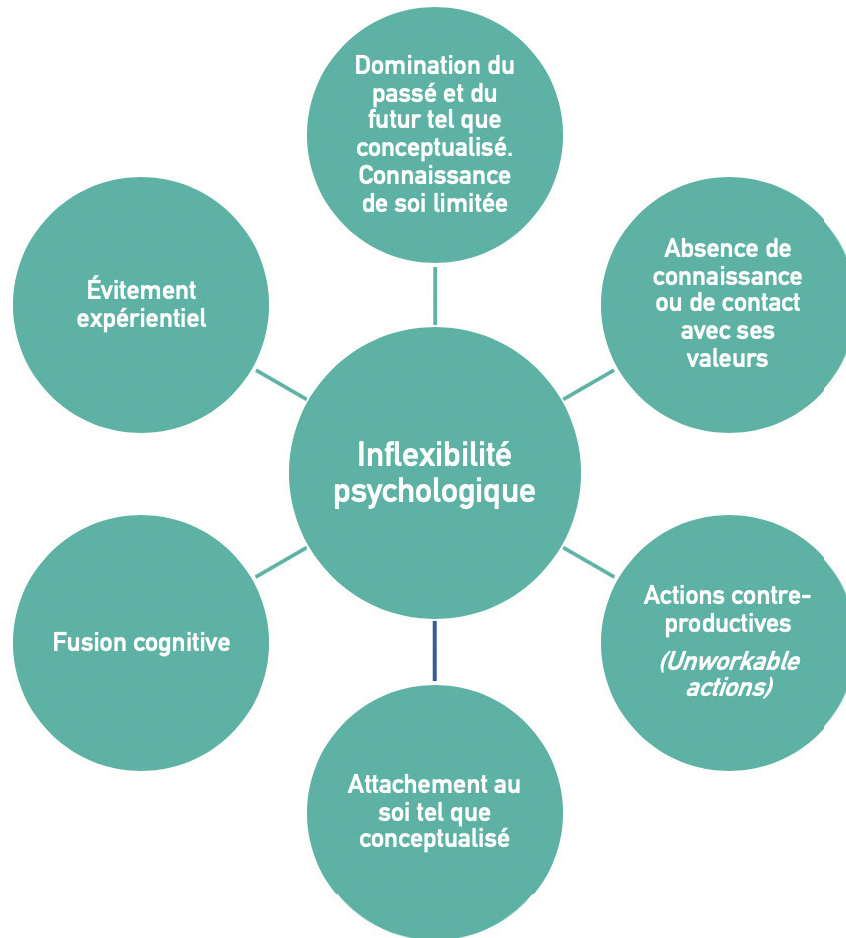 Domination du
passé et du
futur tel que
conceptualisé.
Connaissance
de soi limitée
Absence de
connaissance
ou de contact
avec ses
valeurs
Évitement
expérientiel
Inflexibilité
psychologique
Actions contre-
productives
(Unworkable
actions)
Fusion cognitive
Attachement au
soi tel que
conceptualisé